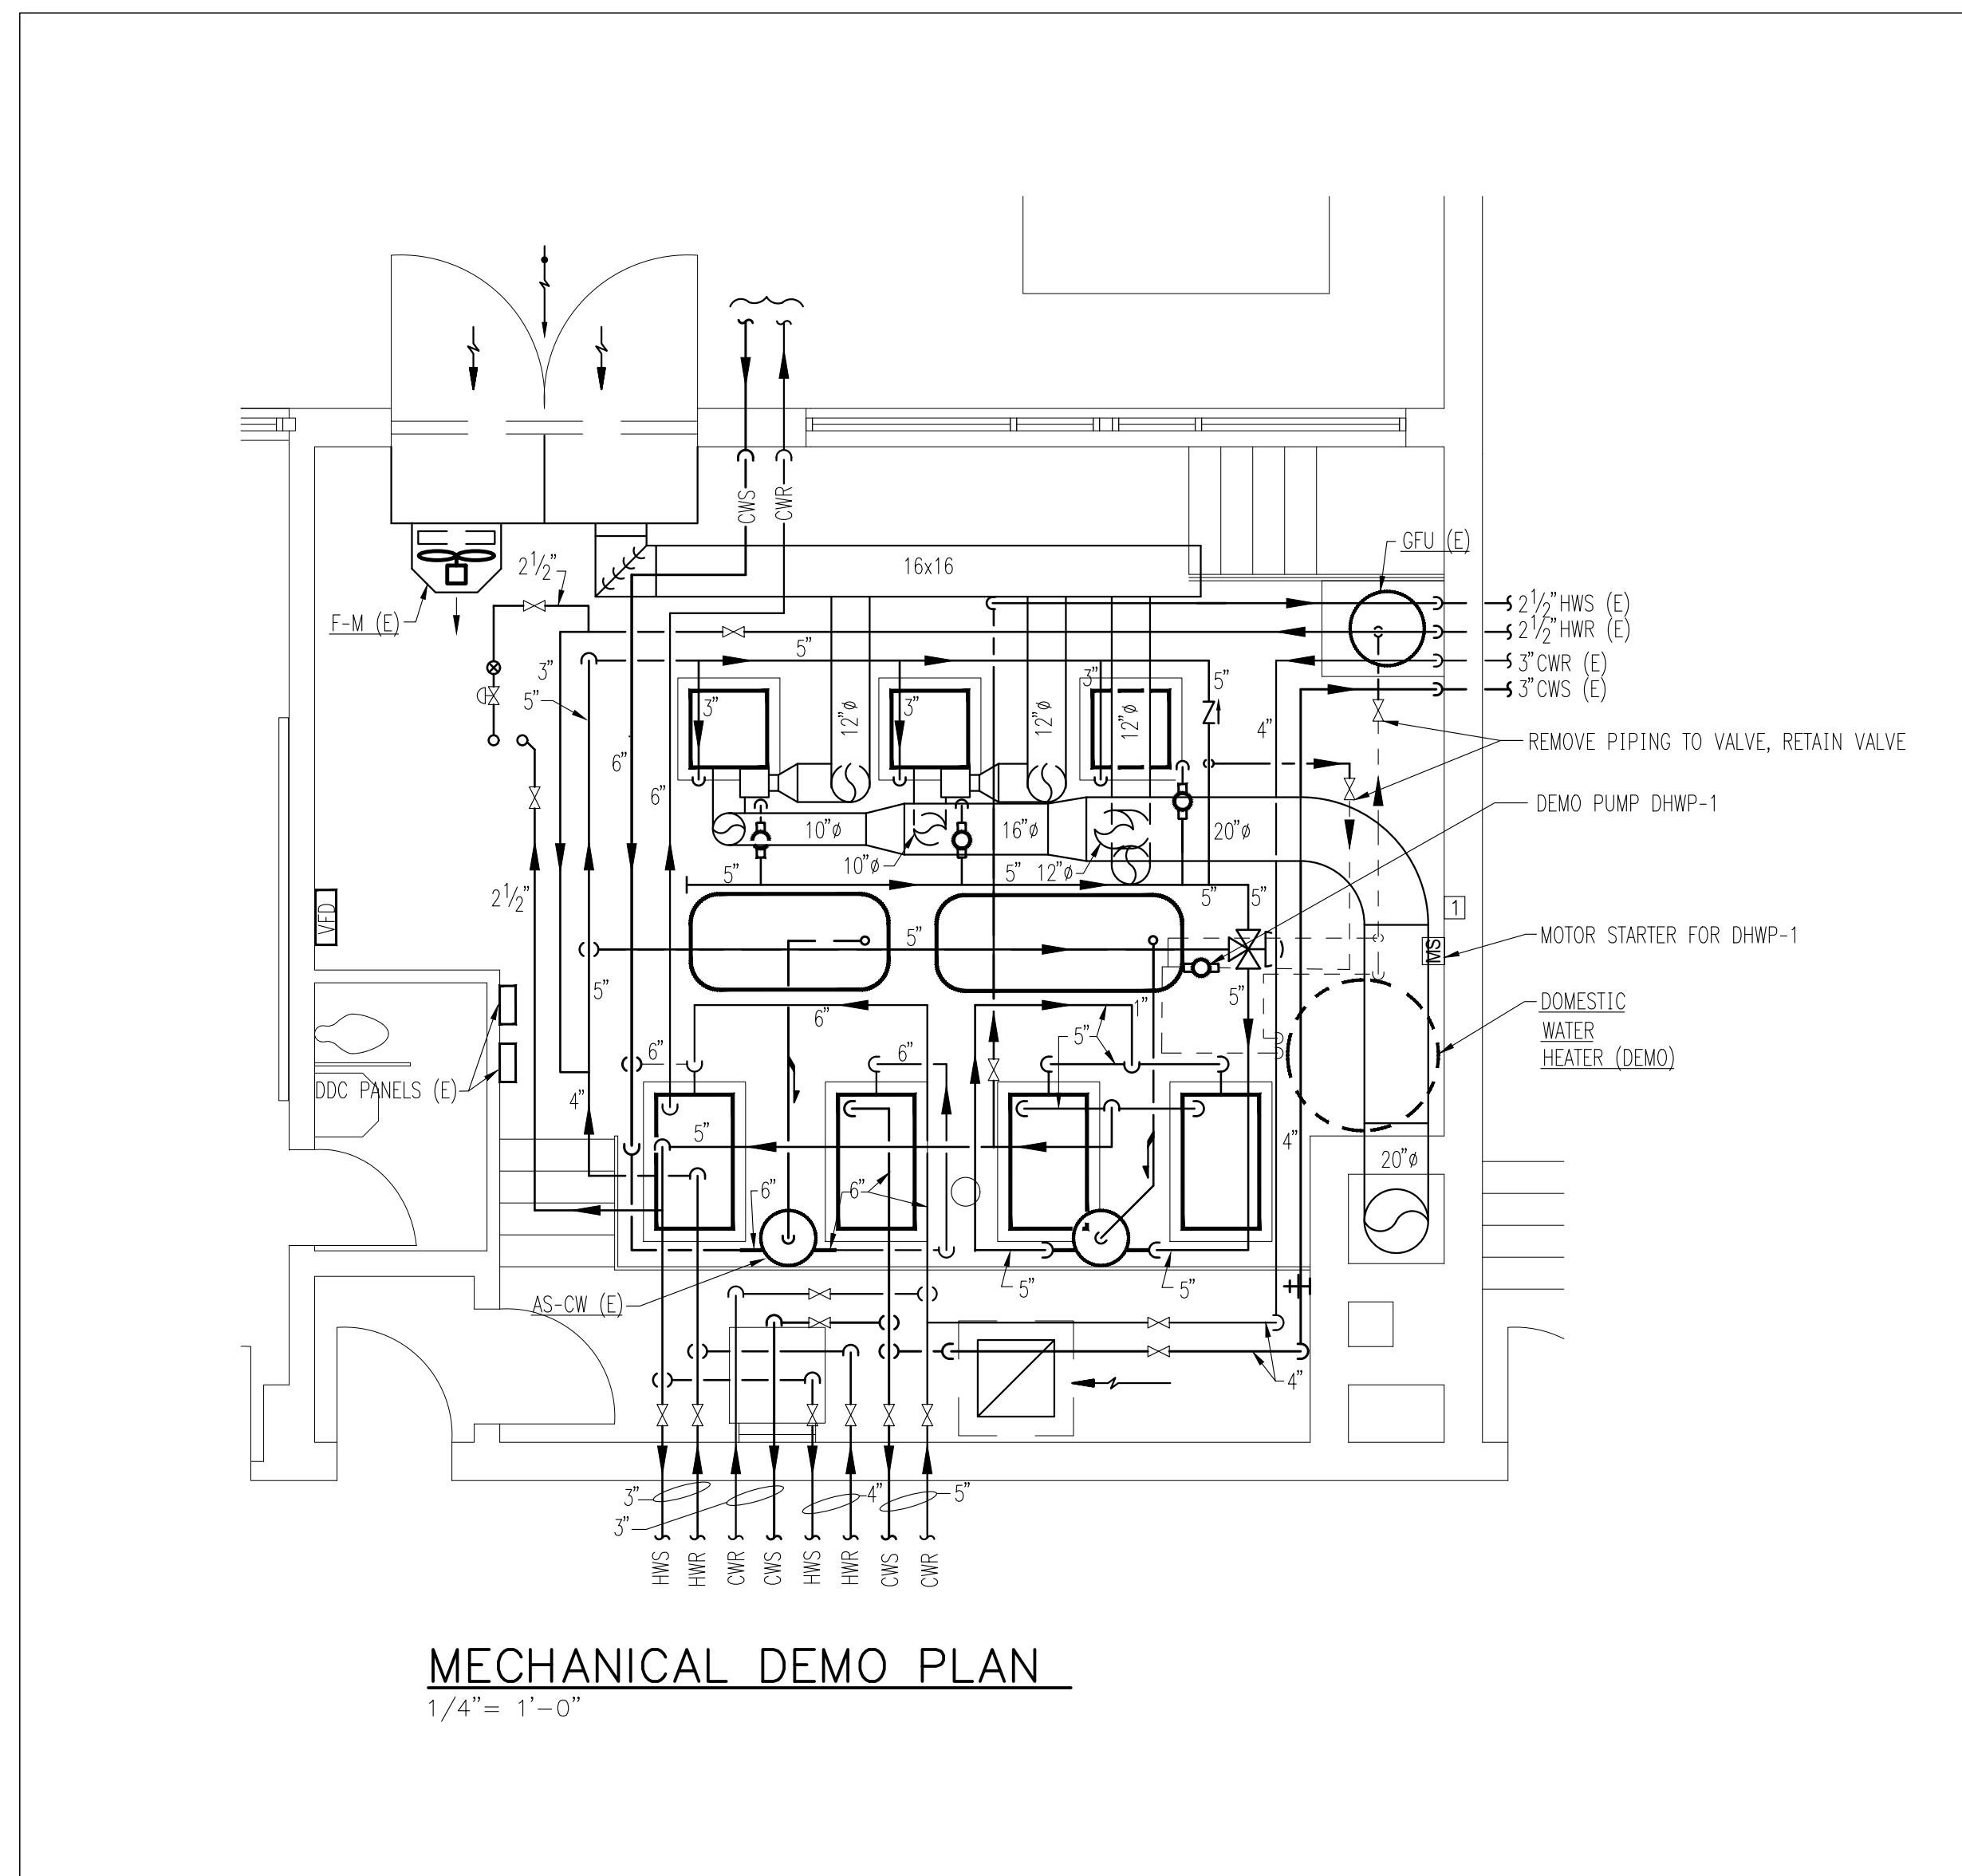 CWS
CWR
16x16
GFU (E)
2½"
F-M (E)
2½"HWS (E)
2½"HWR (E)
3"CWR (E)
3"CWS (E)
5"
3"
5"
3"
3"
3"
3"
5"
12"ø
12"ø
12"ø
4"
6"
6"
REMOVE PIPING TO VALVE, RETAIN VALVE
DEMO PUMP DHWP-1
10"ø
16"ø
20"ø
10"ø
12"ø
5"
5"
5"
5"
2½"
VFD
1
5"
MS
MOTOR STARTER FOR DHWP-1
5"
5"
6"
1"
DOMESTIC
WATER
HEATER (DEMO)
5"
6"
6"
DDC PANELS (E)
4"
5"
4"
20"ø
6"
6"
5"
5"
AS-CW (E)
4"
3"
3"
4"
5"
HWS
HWR
CWR
CWS
HWS
HWR
CWS
CWR
MECHANICAL DEMO PLAN
1/4"= 1'-0"